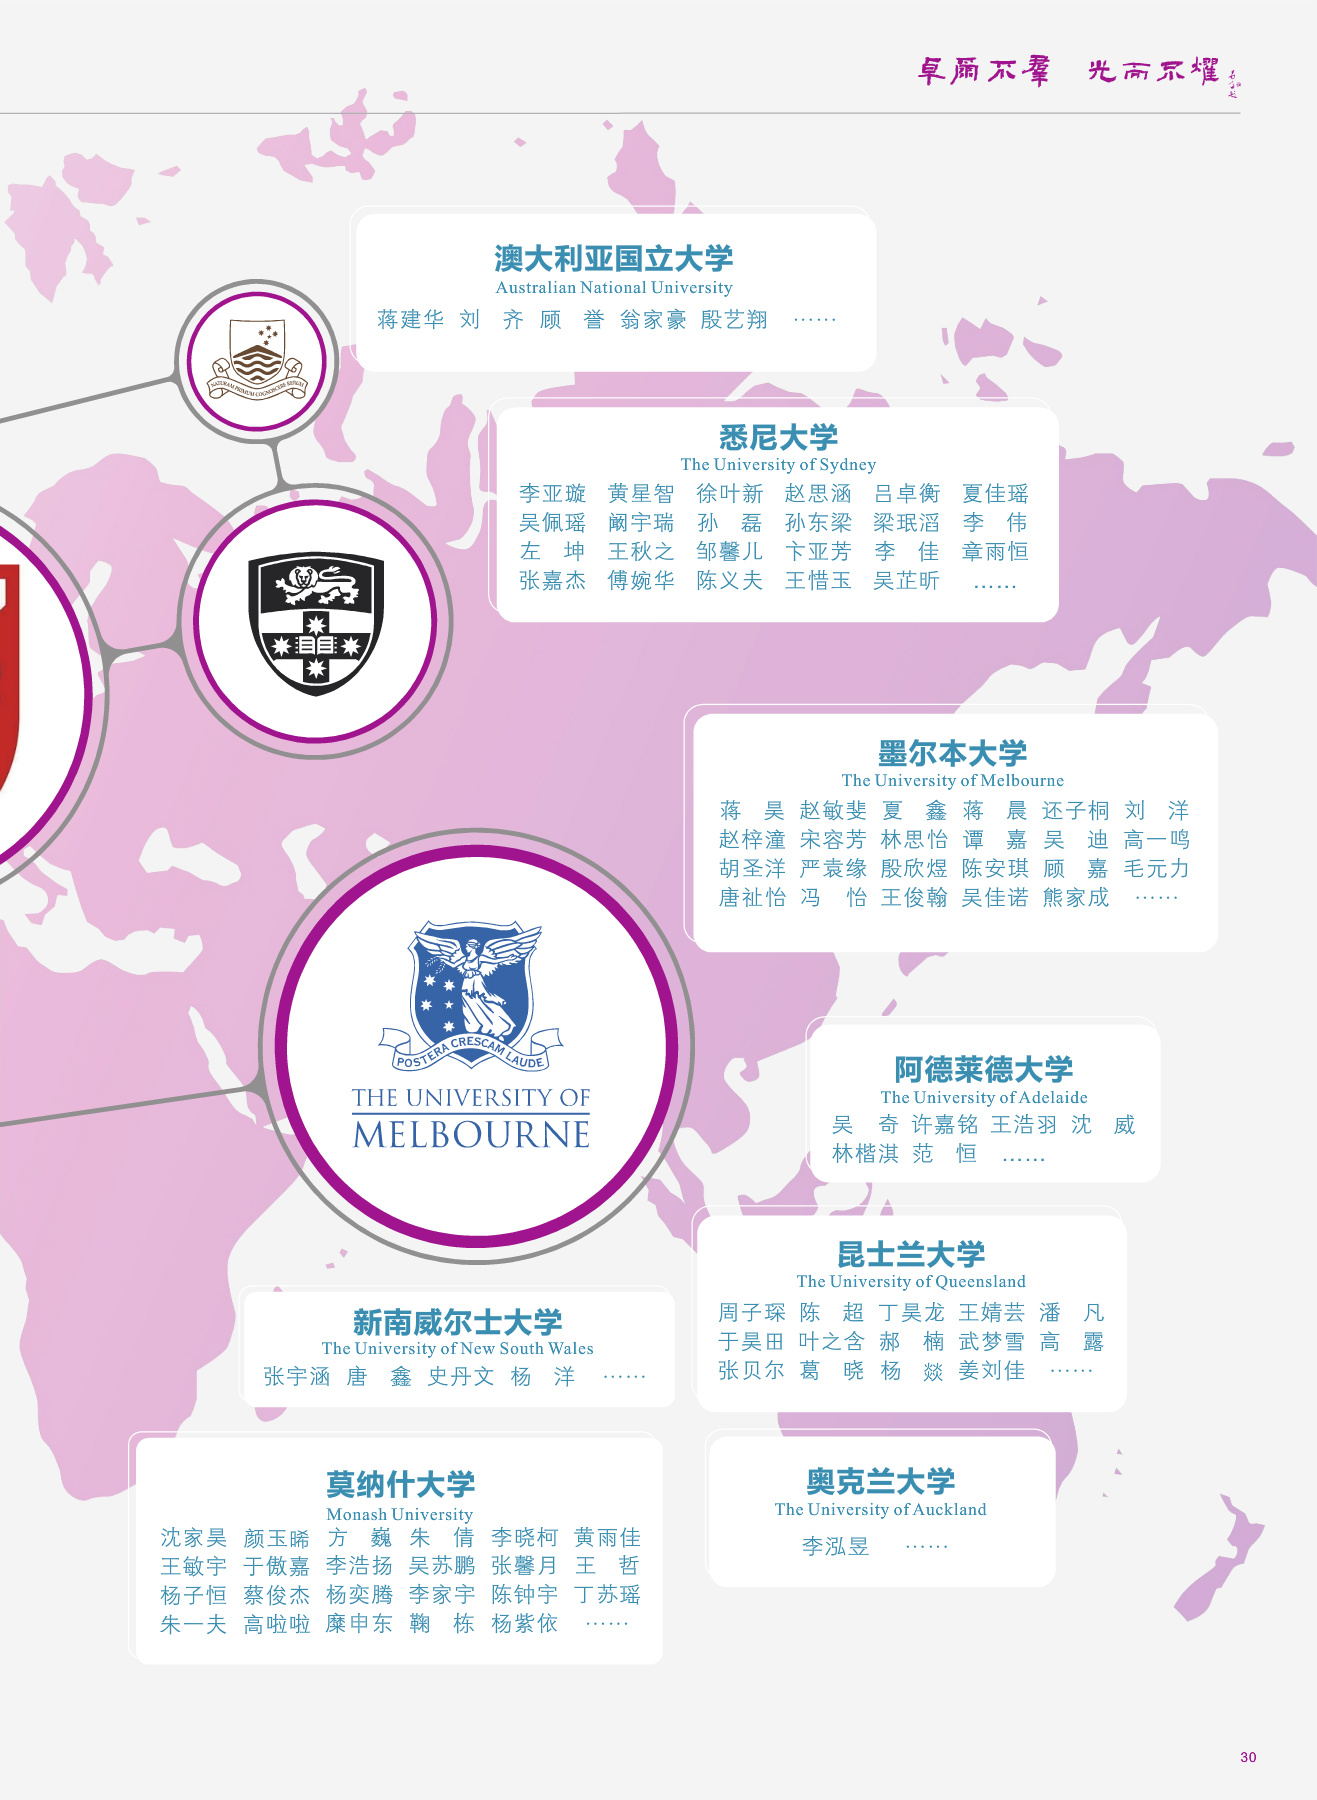 卓爾不羣 光而不耀
澳大利亚国立大学
Australian National University
蒋建华 刘 齐 顾 誉 翁家豪 殷艺翔 ······
NATURAM PRIMUM COGNOSCERE RERUM
悉尼大学
The University of Sydney
李亚璇 黄星智 徐叶新 赵思涵 吕卓衡 夏佳瑶
吴佩瑶 阚宇瑞 孙 磊 孙东梁 梁珉滔 李 伟
左 坤 王秋之 邹馨儿 卞亚芳 李 佳 章雨恒
张嘉杰 傅婉华 陈义夫 王惜玉 吴芷昕 ......
墨尔本大学
The University of Melbourne
蒋 昊 赵敏斐 夏 鑫 蒋 晨 还子桐 刘 洋
赵梓潼 宋容芳 林思怡 谭 嘉 吴 迪 高一鸣
胡圣洋 严袁缘 殷欣煜 陈安琪 顾 嘉 毛元力
唐祉怡 冯 怡 王俊翰 吴佳诺 熊家成 ······
POSTERA CRESCAM LAUDE
THE UNIVERSITY OF
MELBOURNE
阿德莱德大学
The University of Adelaide
吴 奇 许嘉铭 王浩羽 沈 威
林楷淇 范 恒 ......
昆士兰大学
The University of Queensland
周子琛 陈 超 丁昊龙 王婧芸 潘 凡
于昊田 叶之含 郝 楠 武梦雪 高 露
张贝尔 葛 晓 杨 燚 姜刘佳 ······
新南威尔士大学
The University of New South Wales
张宇涵 唐 鑫 史丹文 杨 洋 ······
莫纳什大学
Monash University
沈家昊 颜玉晞 方 巍 朱 倩 李晓柯 黄雨佳
王敏宇 于傲嘉 李浩扬 吴苏鹏 张馨月 王 哲
杨子恒 蔡俊杰 杨奕腾 李家宇 陈钟宇 丁苏瑶
朱一夫 高啦啦 糜申东 鞠 栋 杨紫依 ······
奥克兰大学
The University of Auckland
李泓昱 ······
30